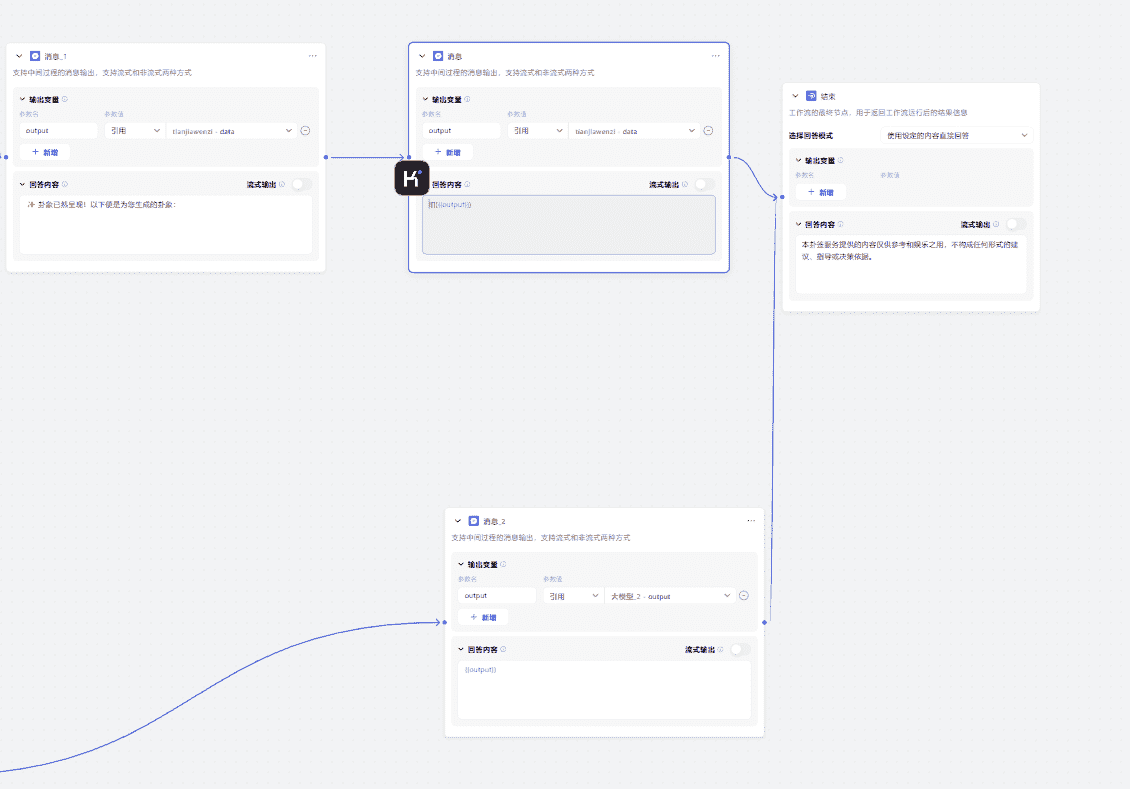 消息_1
支持中间过程的消息输出，支持流式和非流式两种方式
输出变量
参数名 参数值
output 引用 tianjiawenzi - data
+ 新增
回答内容 流式输出
卦象已然呈现！以下便是为您生成的卦象：
消息
支持中间过程的消息输出，支持流式和非流式两种方式
输出变量
参数名 参数值
output 引用 tianjiawenzi - data
+ 新增
K
回答内容 流式输出
{{output}}
结束
工作流的最终节点，用于返回工作流运行后的结果信息
选择回答模式 使用设定的内容直接回答
输出变量
参数名 参数值
+ 新增
回答内容 流式输出
本卦签服务提供的内容仅供参考和娱乐之用，不构成任何形式的建
议、指导或决策依据。
消息_2
支持中间过程的消息输出，支持流式和非流式两种方式
输出变量
参数名 参数值
output 引用 大模型_2 - output
+ 新增
回答内容 流式输出
{{output}}